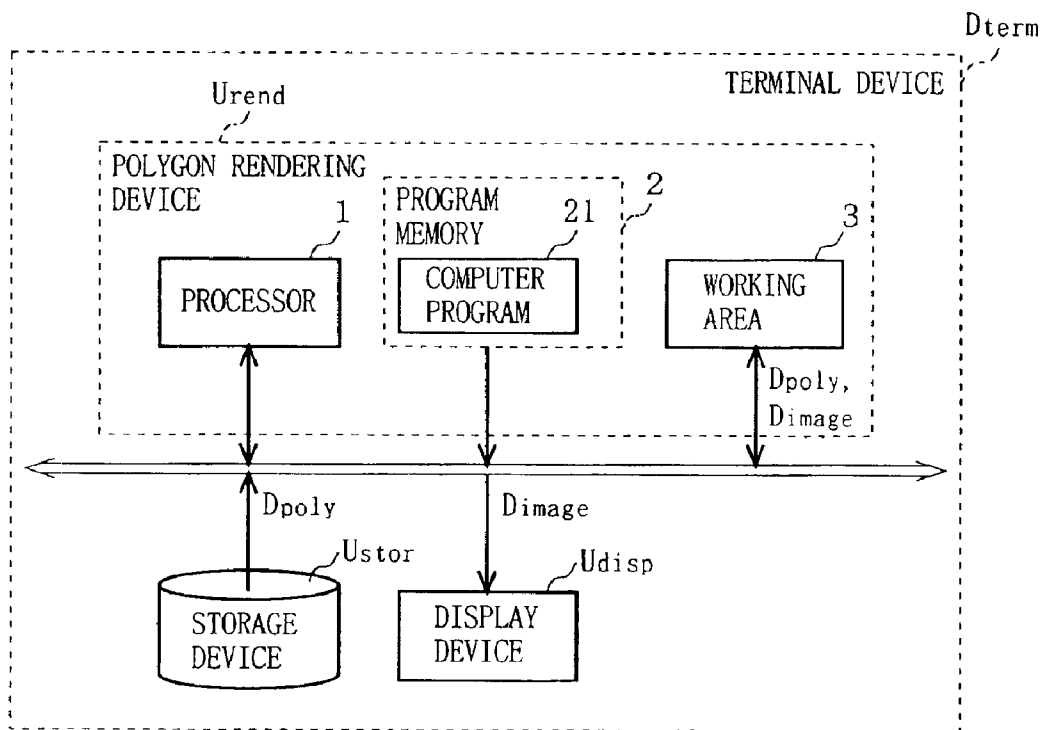 Dterm
TERMINAL DEVICE
Urend
POLYGON RENDERING
DEVICE
PROGRAM
MEMORY
2
1
21
3
PROCESSOR
COMPUTER
PROGRAM
WORKING
AREA
Dpoly,
Dimage
Dpoly
Dimage
Ustor
Udisp
STORAGE
DEVICE
DISPLAY
DEVICE